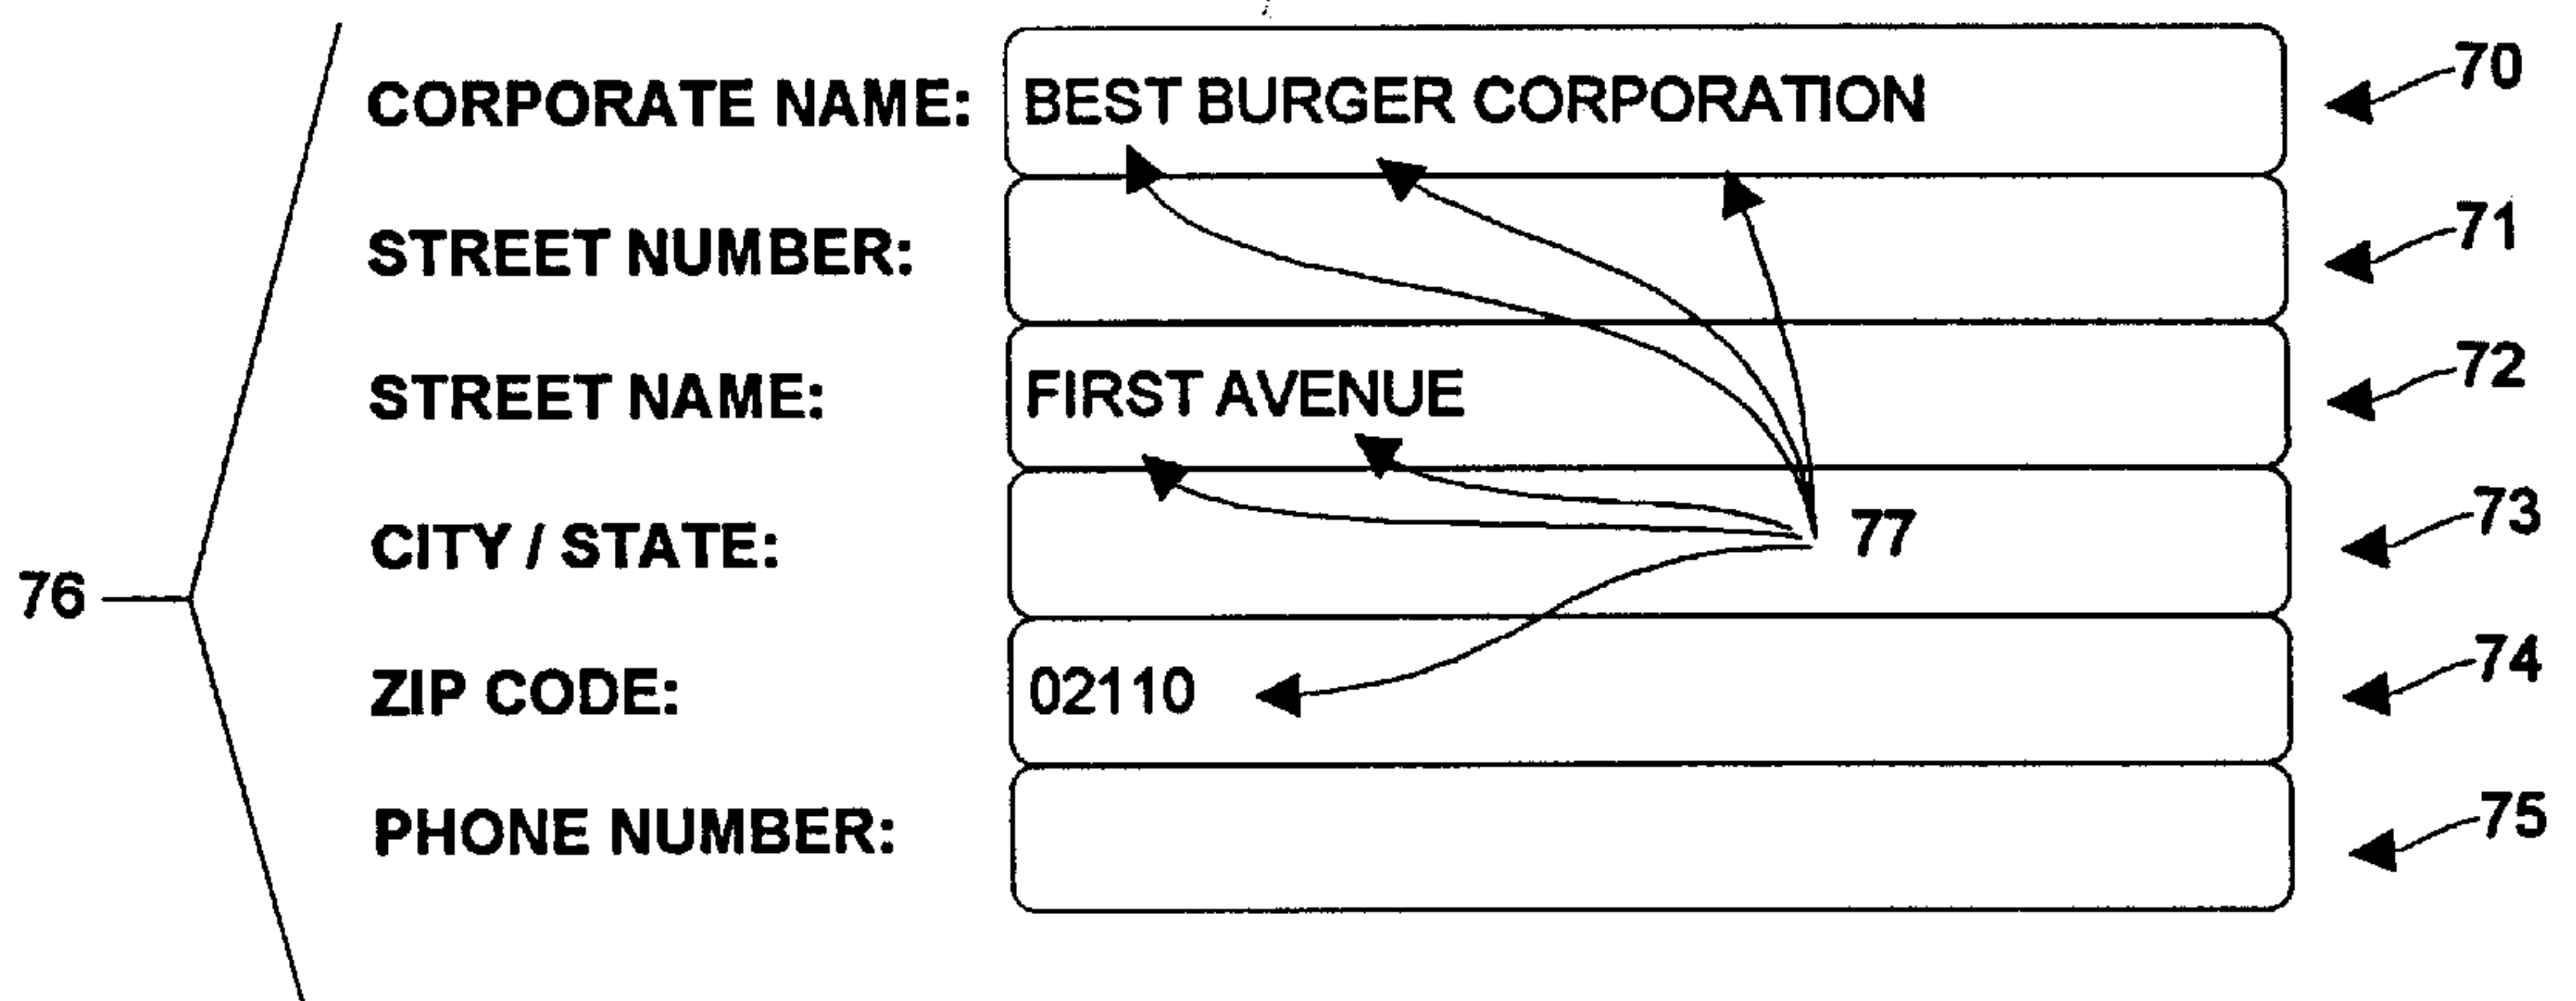 CORPORATE NAME: BEST BURGER CORPORATION 70
STREET NUMBER: 71
STREET NAME: FIRST AVENUE 72
CITY / STATE: 77 73
76
ZIP CODE: 02110 74
PHONE NUMBER: 75